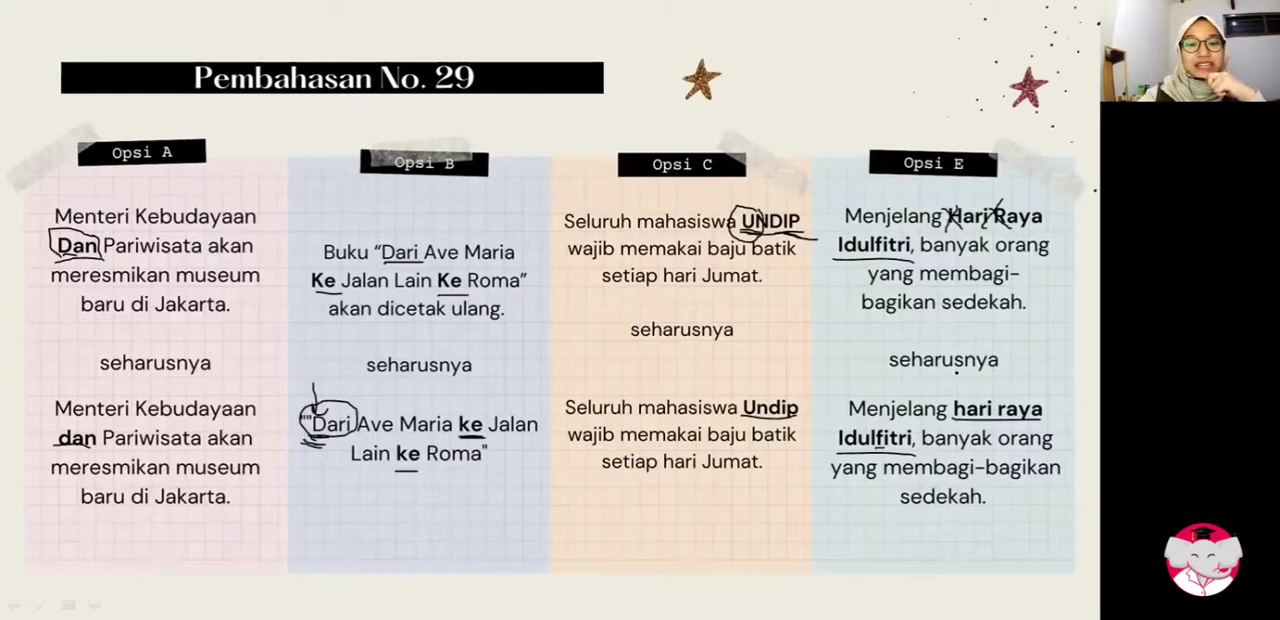 Pembahasan No. 29
Opsi A
Menteri Kebudayaan
Dan Pariwisata akan
meresmikan museum
baru di Jakarta.
seharusnya
Menteri Kebudayaan
dan Pariwisata akan
meresmikan museum
baru di Jakarta.
Opsi B
Buku “Dari Ave Maria
Ke Jalan Lain Ke Roma”
akan dicetak ulang.
seharusnya
""Dari Ave Maria ke Jalan
Lain ke Roma"
Opsi C
Seluruh mahasiswa UNDIP
wajib memakai baju batik
setiap hari Jumat.
seharusnya
Seluruh mahasiswa Undip
wajib memakai baju batik
setiap hari Jumat.
Opsi E
Menjelang Hari Raya
Idulfitri, banyak orang
yang membagi-
bagikan sedekah.
seharusnya
Menjelang hari raya
Idulfitri, banyak orang
yang membagi-bagikan
sedekah.